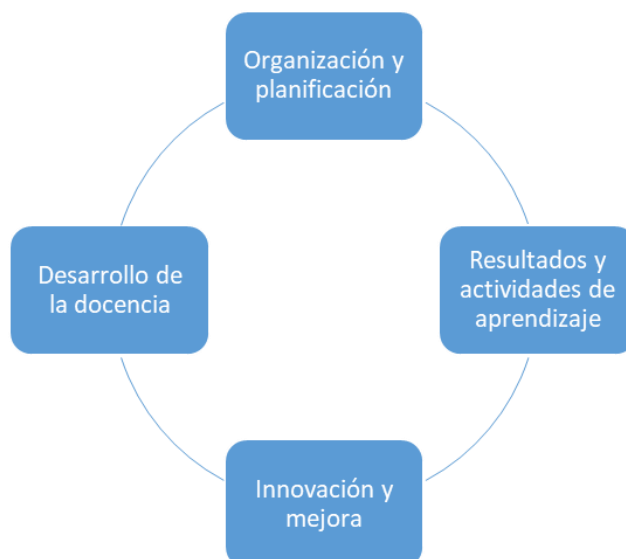 Organización y
planificación
Desarrollo de
la docencia
Resultados y
actividades de
aprendizaje
Innovación y
mejora